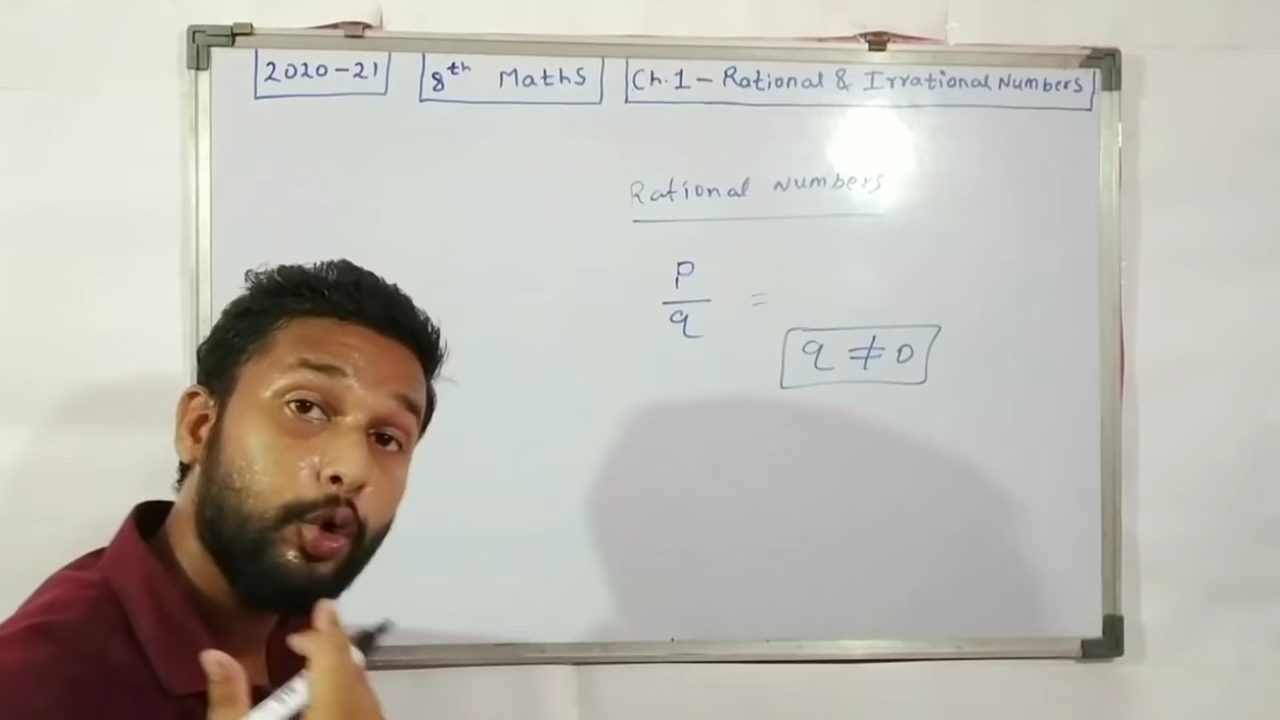 2020-21 8th Maths Ch.1 - Rational & Irrational Numbers
Rational Numbers
p/q =
q ≠ 0